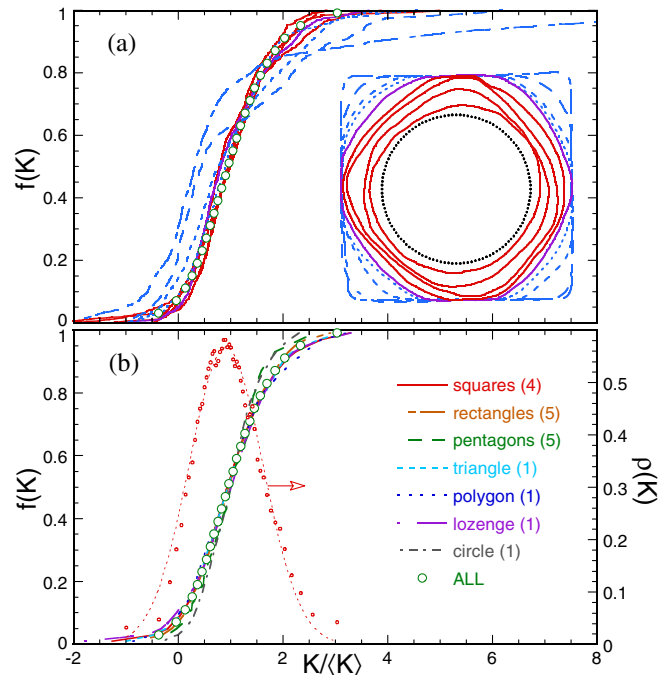 1
(a)
0.8
0.6
f(K)
0.4
0.2
0
1
(b)
0.8
0.6
f(K)
0.4
0.2
0
squares (4)
rectangles (5)
pentagons (5)
triangle (1)
polygon (1)
lozenge (1)
circle (1)
ALL
0.5
0.4
0.3
ρ(K)
0.2
0.1
0
-2 0 2 4 6 8
K/⟨K⟩